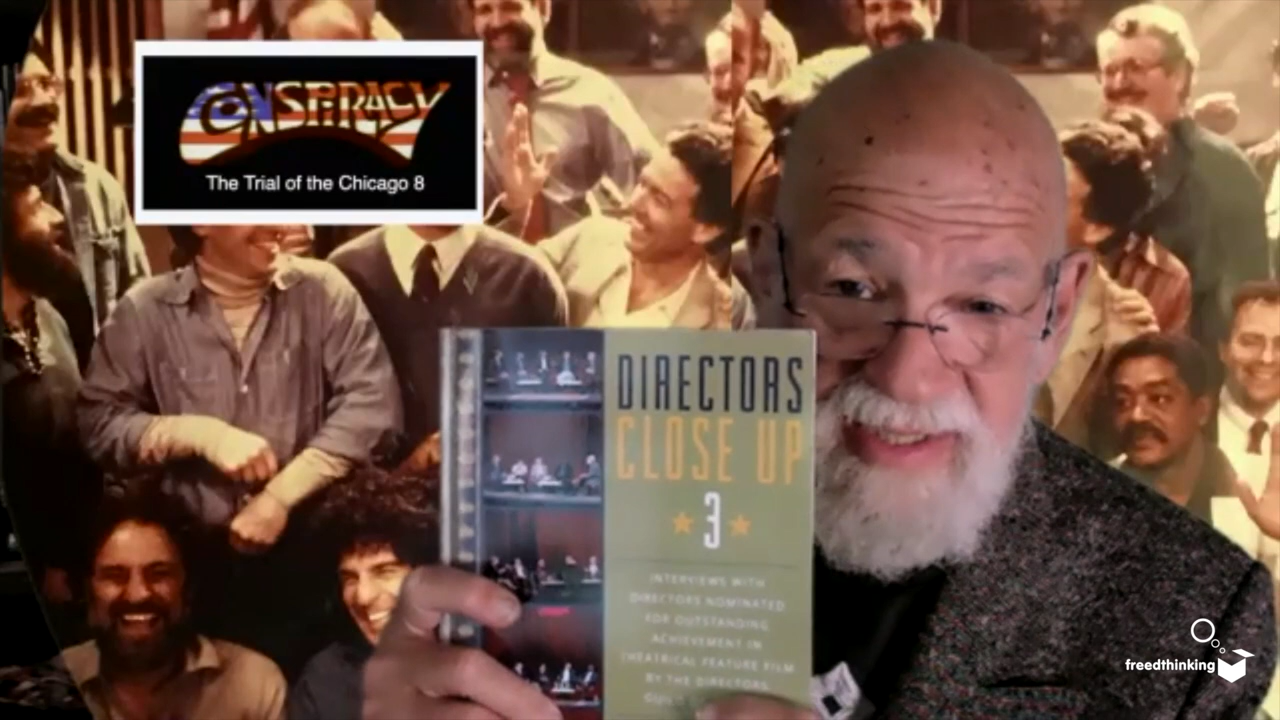 CONSPIRACY
The Trial of the Chicago 8
DIRECTORS
CLOSE UP
3
INTERVIEWS WITH
DIRECTORS NOMINATED
FOR OUTSTANDING
ACHIEVEMENT IN
THEATRICAL FEATURE FILM
BY THE DIRECTORS
freedthinking